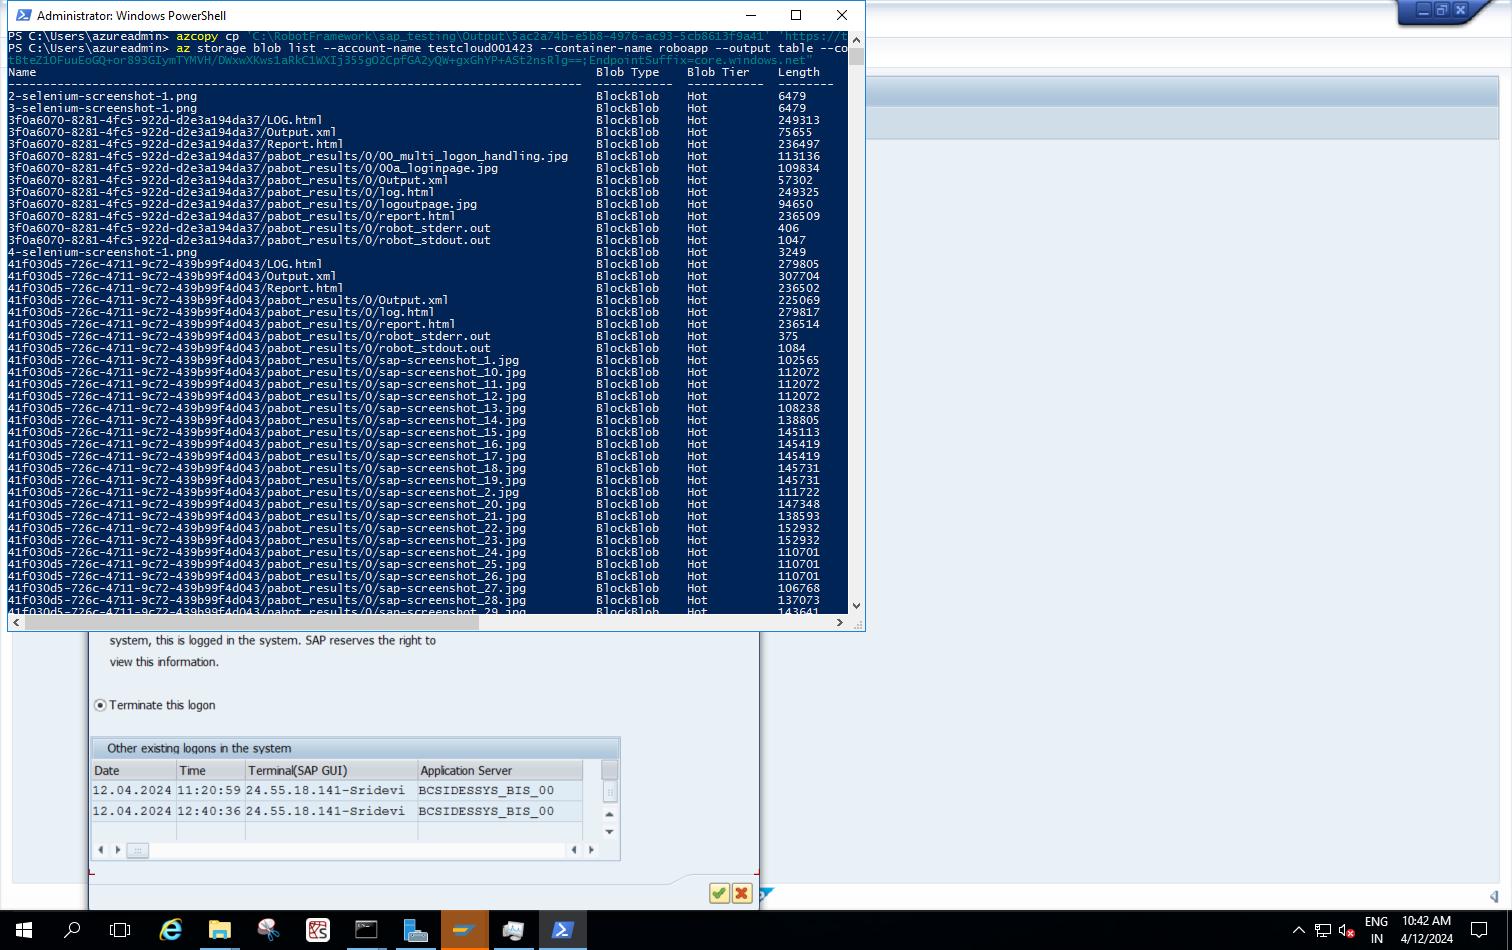 Administrator: Windows PowerShell
PS C:\Users\azureadmin> azcopy cp 'C:\RobotFramework\sap_testing\Output\5ac2a74b-e5b8-4976-ac93-5cb8613f9a41' 'https://t
PS C:\Users\azureadmin> az storage blob list --account-name testcloud001423 --container-name roboapp --output table --co
EndpointSuffix=core.windows.net"
Name Blob Type Blob Tier Length
2-selenium-screenshot-1.png BlockBlob Hot 6479
3-selenium-screenshot-1.png BlockBlob Hot 6479
3f0a6070-8281-4fc5-922d-d2e3a194da37/LOG.html BlockBlob Hot 249313
3f0a6070-8281-4fc5-922d-d2e3a194da37/Output.xml BlockBlob Hot 75655
3f0a6070-8281-4fc5-922d-d2e3a194da37/Report.html BlockBlob Hot 236497
3f0a6070-8281-4fc5-922d-d2e3a194da37/pabot_results/0/00_multi_logon_handling.jpg BlockBlob Hot 113136
3f0a6070-8281-4fc5-922d-d2e3a194da37/pabot_results/0/00a_loginpage.jpg BlockBlob Hot 109834
3f0a6070-8281-4fc5-922d-d2e3a194da37/pabot_results/0/Output.xml BlockBlob Hot 57302
3f0a6070-8281-4fc5-922d-d2e3a194da37/pabot_results/0/log.html BlockBlob Hot 249325
3f0a6070-8281-4fc5-922d-d2e3a194da37/pabot_results/0/logoutpage.jpg BlockBlob Hot 94650
3f0a6070-8281-4fc5-922d-d2e3a194da37/pabot_results/0/report.html BlockBlob Hot 236509
3f0a6070-8281-4fc5-922d-d2e3a194da37/pabot_results/0/robot_stderr.out BlockBlob Hot 406
3f0a6070-8281-4fc5-922d-d2e3a194da37/pabot_results/0/robot_stdout.out BlockBlob Hot 1047
4-selenium-screenshot-1.png BlockBlob Hot 3249
41f030d5-726c-4711-9c72-439b99f4d043/LOG.html BlockBlob Hot 279805
41f030d5-726c-4711-9c72-439b99f4d043/Output.xml BlockBlob Hot 307704
41f030d5-726c-4711-9c72-439b99f4d043/Report.html BlockBlob Hot 236502
41f030d5-726c-4711-9c72-439b99f4d043/pabot_results/0/Output.xml BlockBlob Hot 225069
41f030d5-726c-4711-9c72-439b99f4d043/pabot_results/0/log.html BlockBlob Hot 279817
41f030d5-726c-4711-9c72-439b99f4d043/pabot_results/0/report.html BlockBlob Hot 236514
41f030d5-726c-4711-9c72-439b99f4d043/pabot_results/0/robot_stderr.out BlockBlob Hot 375
41f030d5-726c-4711-9c72-439b99f4d043/pabot_results/0/robot_stdout.out BlockBlob Hot 1084
41f030d5-726c-4711-9c72-439b99f4d043/pabot_results/0/sap-screenshot_1.jpg BlockBlob Hot 102565
41f030d5-726c-4711-9c72-439b99f4d043/pabot_results/0/sap-screenshot_10.jpg BlockBlob Hot 112072
41f030d5-726c-4711-9c72-439b99f4d043/pabot_results/0/sap-screenshot_11.jpg BlockBlob Hot 112072
41f030d5-726c-4711-9c72-439b99f4d043/pabot_results/0/sap-screenshot_12.jpg BlockBlob Hot 112072
41f030d5-726c-4711-9c72-439b99f4d043/pabot_results/0/sap-screenshot_13.jpg BlockBlob Hot 108238
41f030d5-726c-4711-9c72-439b99f4d043/pabot_results/0/sap-screenshot_14.jpg BlockBlob Hot 138805
41f030d5-726c-4711-9c72-439b99f4d043/pabot_results/0/sap-screenshot_15.jpg BlockBlob Hot 145113
41f030d5-726c-4711-9c72-439b99f4d043/pabot_results/0/sap-screenshot_16.jpg BlockBlob Hot 145419
41f030d5-726c-4711-9c72-439b99f4d043/pabot_results/0/sap-screenshot_17.jpg BlockBlob Hot 145419
41f030d5-726c-4711-9c72-439b99f4d043/pabot_results/0/sap-screenshot_18.jpg BlockBlob Hot 145731
41f030d5-726c-4711-9c72-439b99f4d043/pabot_results/0/sap-screenshot_19.jpg BlockBlob Hot 145731
41f030d5-726c-4711-9c72-439b99f4d043/pabot_results/0/sap-screenshot_2.jpg BlockBlob Hot 111722
41f030d5-726c-4711-9c72-439b99f4d043/pabot_results/0/sap-screenshot_20.jpg BlockBlob Hot 147348
41f030d5-726c-4711-9c72-439b99f4d043/pabot_results/0/sap-screenshot_21.jpg BlockBlob Hot 138593
41f030d5-726c-4711-9c72-439b99f4d043/pabot_results/0/sap-screenshot_22.jpg BlockBlob Hot 152932
41f030d5-726c-4711-9c72-439b99f4d043/pabot_results/0/sap-screenshot_23.jpg BlockBlob Hot 152932
41f030d5-726c-4711-9c72-439b99f4d043/pabot_results/0/sap-screenshot_24.jpg BlockBlob Hot 110701
41f030d5-726c-4711-9c72-439b99f4d043/pabot_results/0/sap-screenshot_25.jpg BlockBlob Hot 110701
41f030d5-726c-4711-9c72-439b99f4d043/pabot_results/0/sap-screenshot_26.jpg BlockBlob Hot 110701
41f030d5-726c-4711-9c72-439b99f4d043/pabot_results/0/sap-screenshot_27.jpg BlockBlob Hot 106768
41f030d5-726c-4711-9c72-439b99f4d043/pabot_results/0/sap-screenshot_28.jpg BlockBlob Hot 137073
41f030d5-726c-4711-9c72-439b99f4d043/pabot_results/0/sap-screenshot_29.jpg BlockBlob Hot 143641
system, this is logged in the system. SAP reserves the right to
view this information.
Terminate this logon
Other existing logons in the system
Date Time Terminal(SAP GUI) Application Server
12.04.2024 11:20:59 24.55.18.141-Sridevi BCSIDESSYS_BIS_00
12.04.2024 12:40:36 24.55.18.141-Sridevi BCSIDESSYS_BIS_00
ENG 10:42 AM
IN 4/12/2024